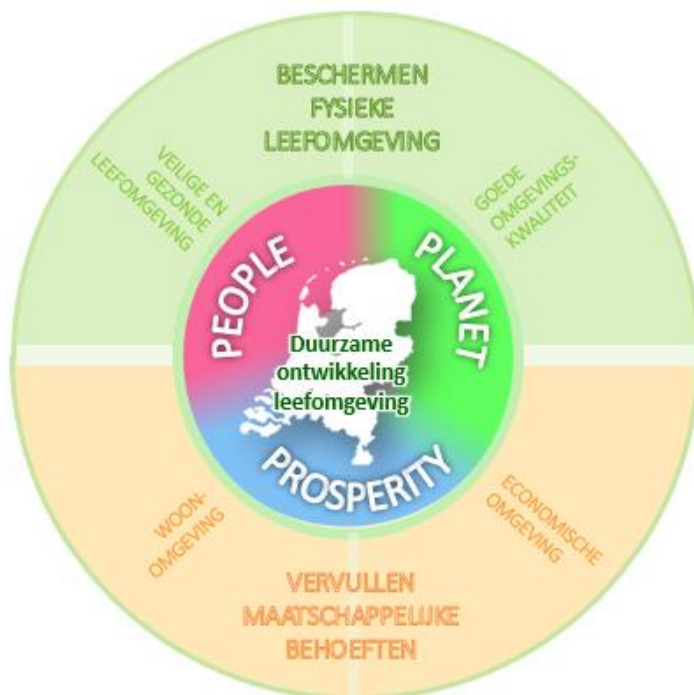 BESCHERMEN
FYSIEKE
LEEFOMGEVING
VEILIGE EN
GEZONDE
LEEFOMGEVING
GOEDE
OMGEVINGS-
KWALITEIT
PEOPLE
PLANET
Duurzame
ontwikkeling
leefomgeving
PROSPERITY
WOON-
OMGEVING
ECONOMISCHE
OMGEVING
VERVULLEN
MAATSCHAPPELIJKE
BEHOEFTEN